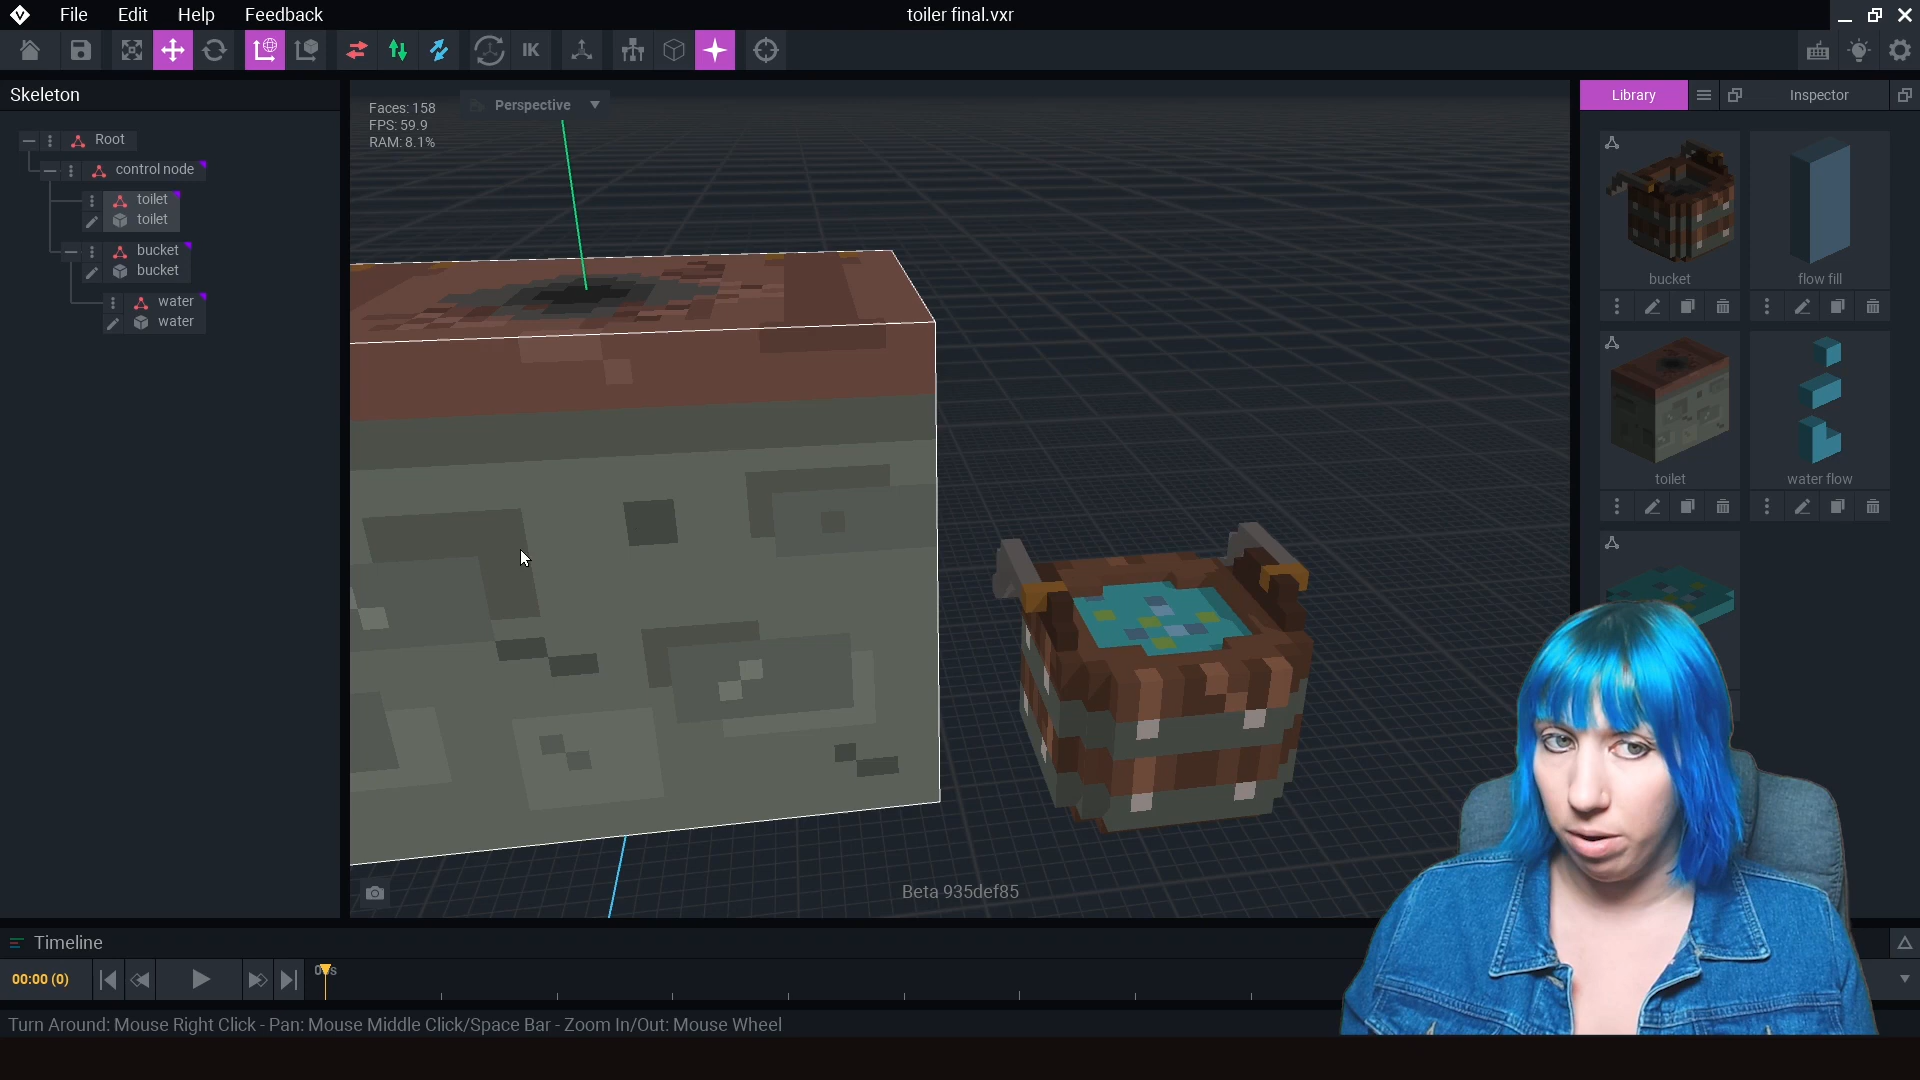 File Edit Help Feedback
toiler final.vxr
IK
Skeleton
Root
control node
toilet
toilet
bucket
bucket
water
water
Faces: 158
FPS: 59.9
RAM: 8.1%
Perspective
Beta 935def85
Library
Inspector
bucket
flow fill
toilet
water flow
Timeline
00:00 (0)
Turn Around: Mouse Right Click - Pan: Mouse Middle Click/Space Bar - Zoom In/Out: Mouse Wheel